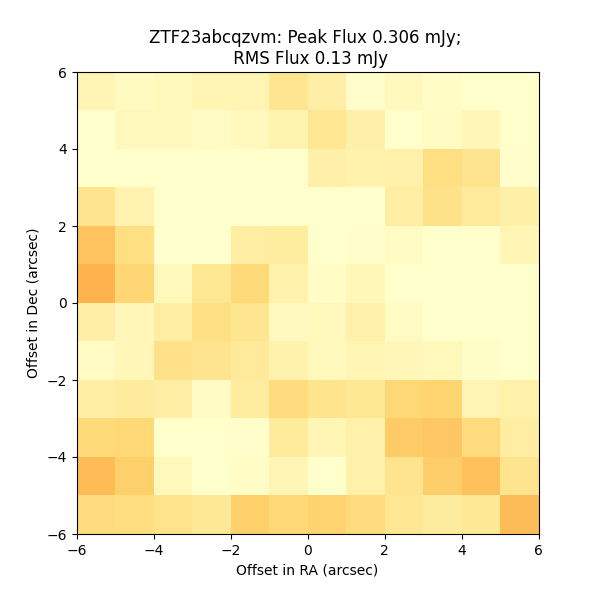 ZTF23abcqzvm: Peak Flux 0.306 mJy;
RMS Flux 0.13 mJy
6
4
2
0
−2
−4
−6
Offset in Dec (arcsec)
−6 −4 −2 0 2 4 6
Offset in RA (arcsec)